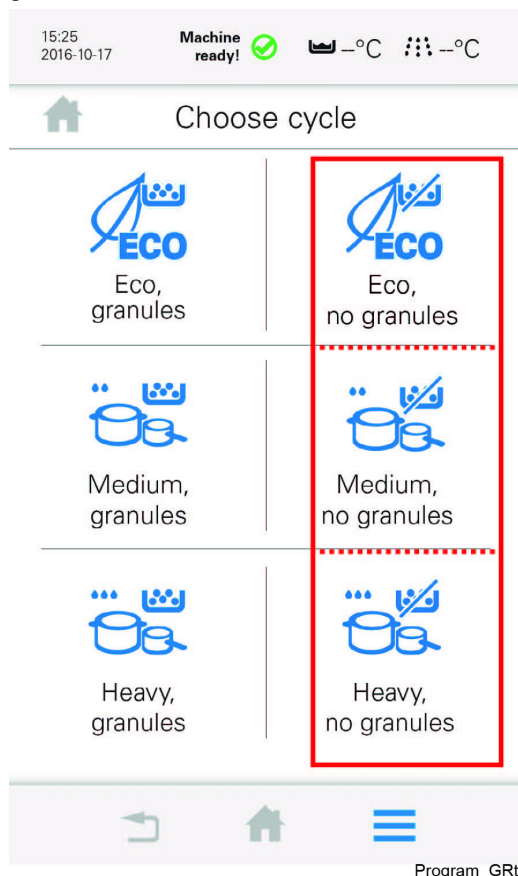 15:25
2016-10-17
Machine
ready!
--°C
--°C
Choose cycle
ECO
Eco,
granules
ECO
Eco,
no granules
Medium,
granules
Medium,
no granules
Heavy,
granules
Heavy,
no granules
Program_GRt